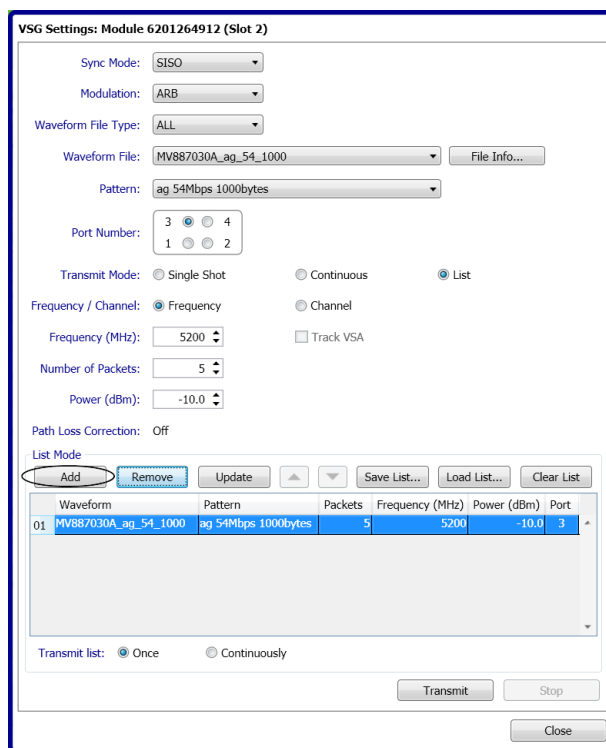 VSG Settings: Module 6201264912 (Slot 2)
Sync Mode: SISO
Modulation: ARB
Waveform File Type: ALL
Waveform File: MV887030A_ag_54_1000 File Info...
Pattern: ag 54Mbps 1000bytes
Port Number: 3 4
1 2
Transmit Mode: Single Shot Continuous List
Frequency / Channel: Frequency Channel
Frequency (MHz): 5200 Track VSA
Number of Packets: 5
Power (dBm): -10.0
Path Loss Correction: Off
List Mode
Add Remove Update Save List... Load List... Clear List
Waveform Pattern Packets Frequency (MHz) Power (dBm) Port
01 MV887030A_ag_54_1000 ag 54Mbps 1000bytes 5 5200 -10.0 3
Transmit list: Once Continuously
Transmit Stop
Close